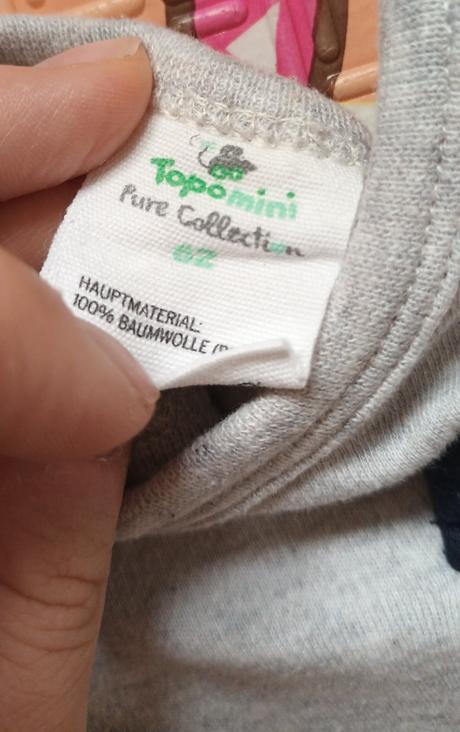 Topomini
Pure Collection
62
HAUPTMATERIAL:
100% BAUMWOLLE